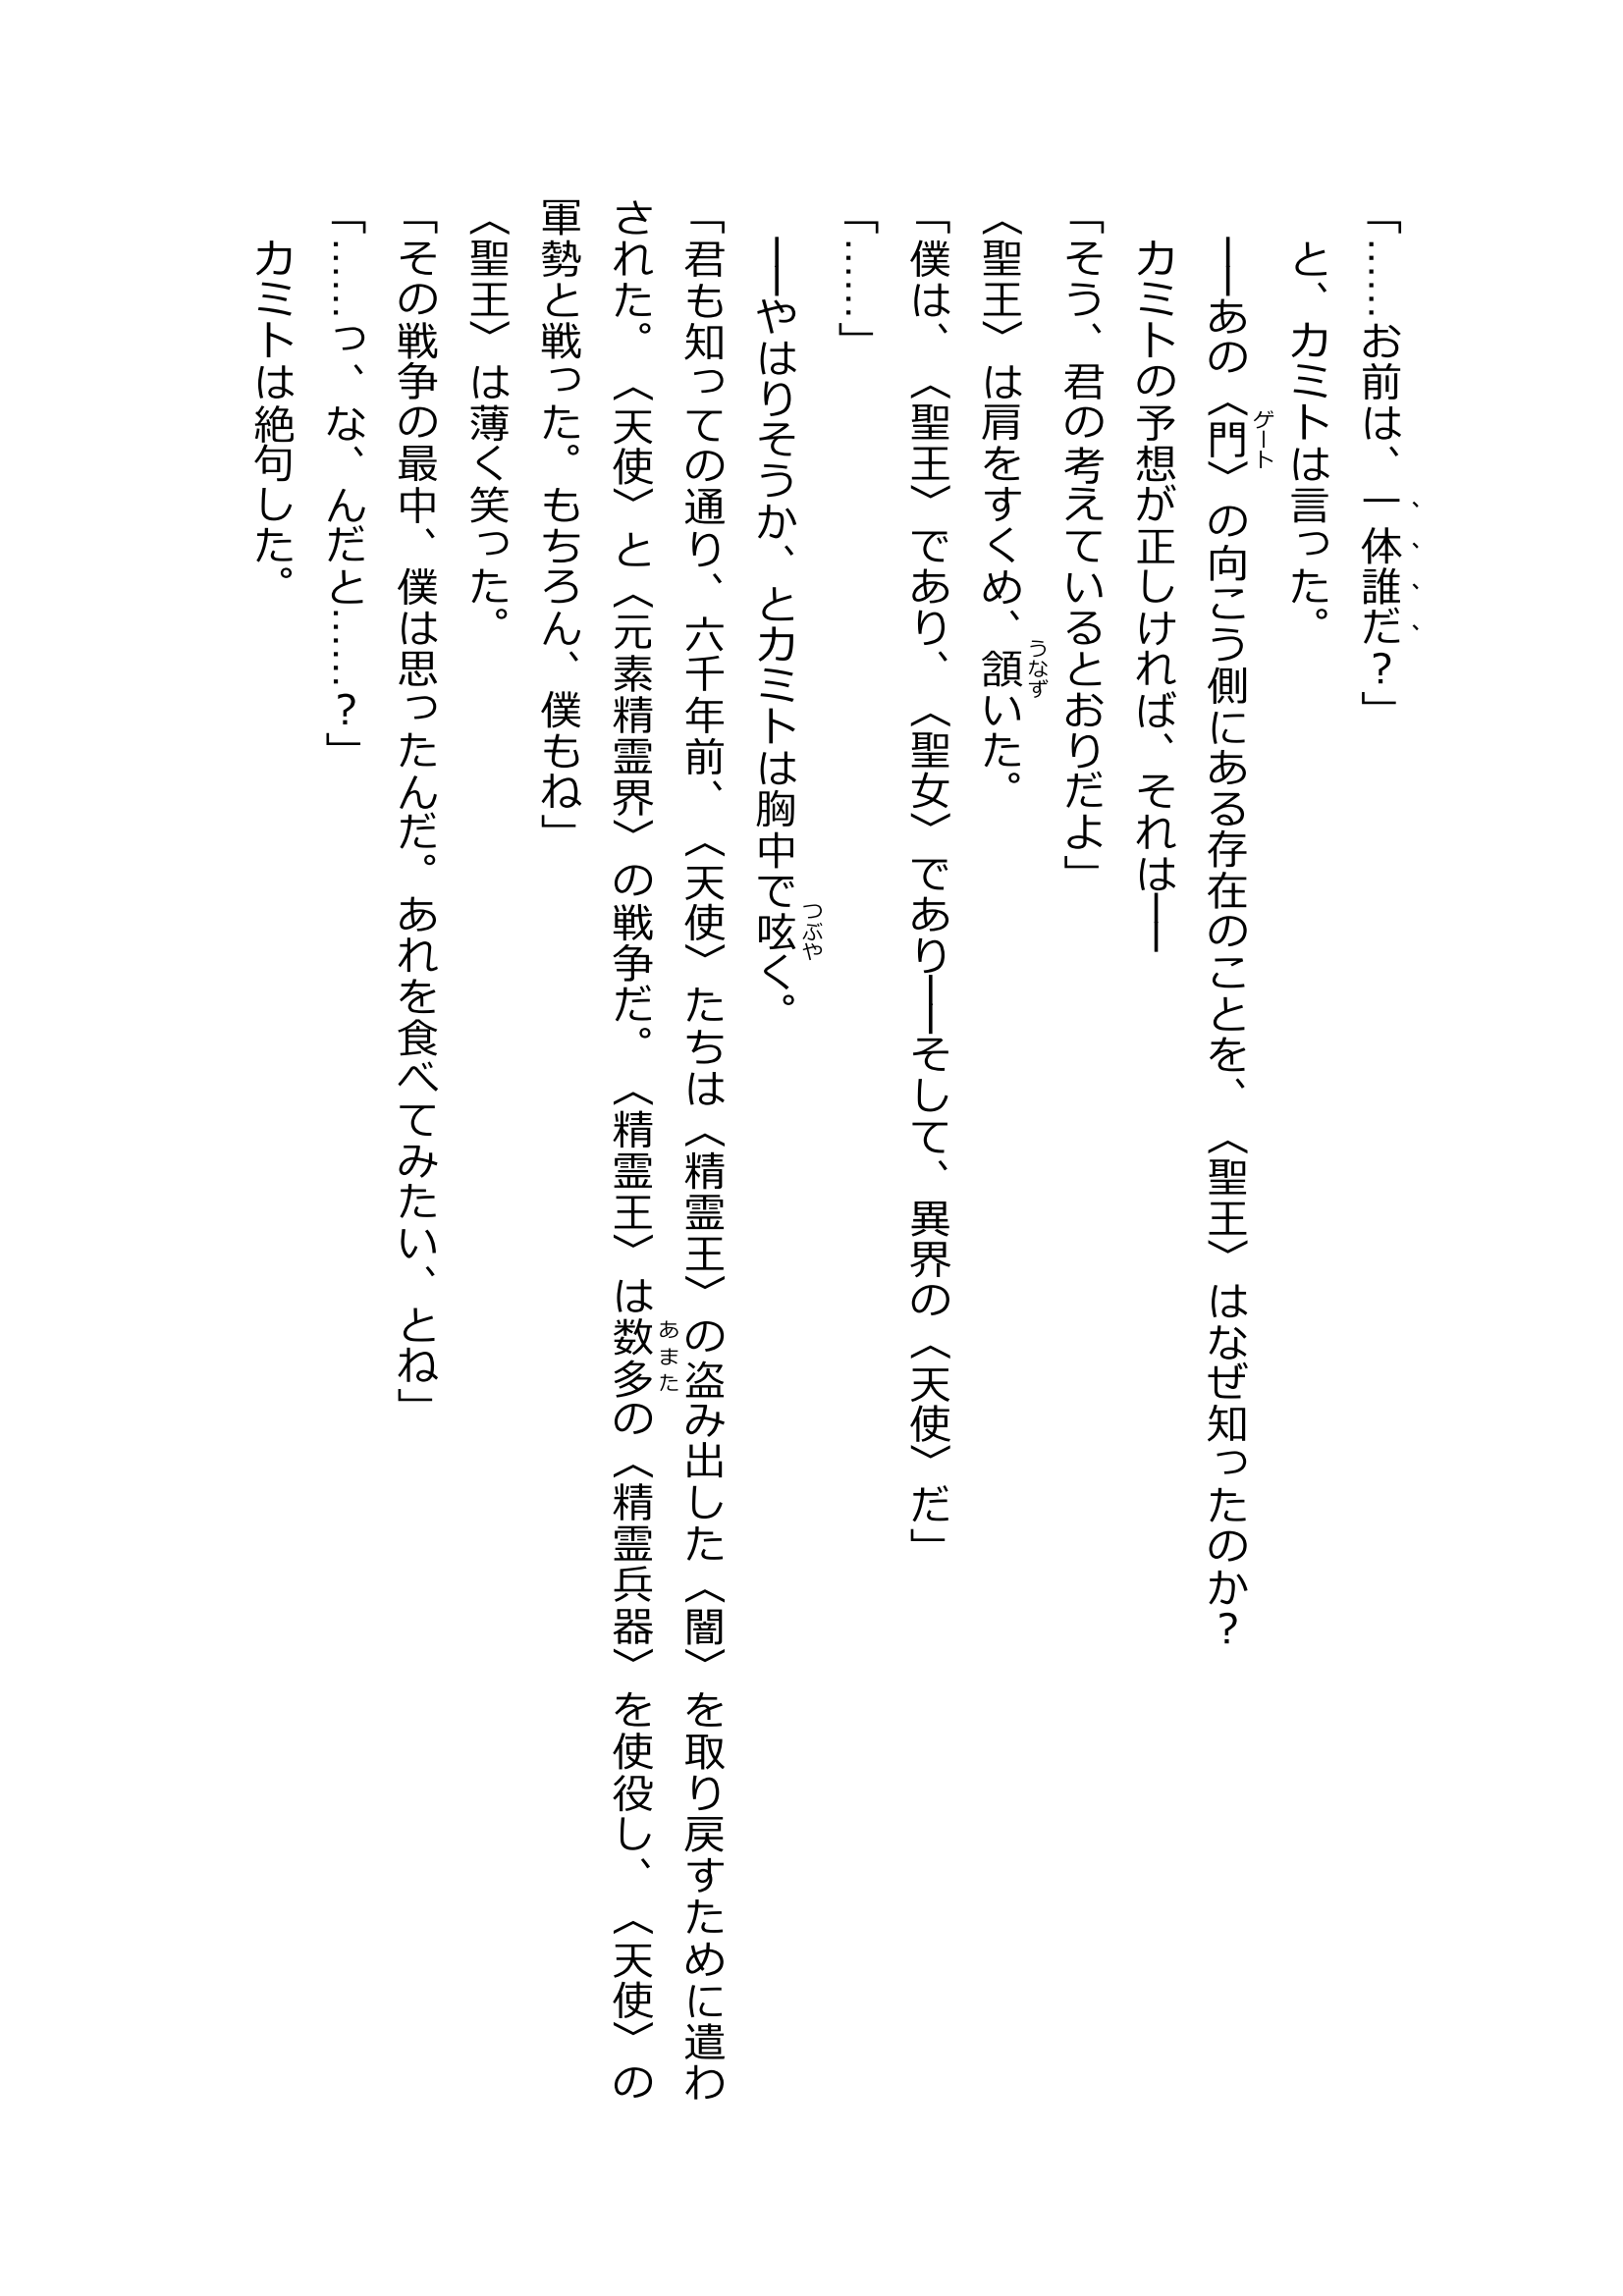 「……お前は、一体誰だ？」
　と、カミトは言った。
　――あの〈門〉の向こう側にある存在のことを、〈聖王〉はなぜ知ったのか？
ゲート
　カミトの予想が正しければ、それは――
「そう、君の考えているとおりだよ」
〈聖王〉は肩をすくめ、頷いた。
うなず
「僕は、〈聖王〉であり、〈聖女〉であり――そして、異界の〈天使〉だ」
「……」
　――やはりそうか、とカミトは胸中で呟く。
つぶや
「君も知っての通り、六千年前、〈天使〉たちは〈精霊王〉の盗み出した〈闇〉を取り戻すために遣わ
された。〈天使〉と〈元素精霊界〉の戦争だ。〈精霊王〉は数多の〈精霊兵器〉を使役し、〈天使〉の
あまた
軍勢と戦った。もちろん、僕もね」
〈聖王〉は薄く笑った。
「その戦争の最中、僕は思ったんだ。あれを食べてみたい、とね」
「……っ、な、んだと……？」
　カミトは絶句した。